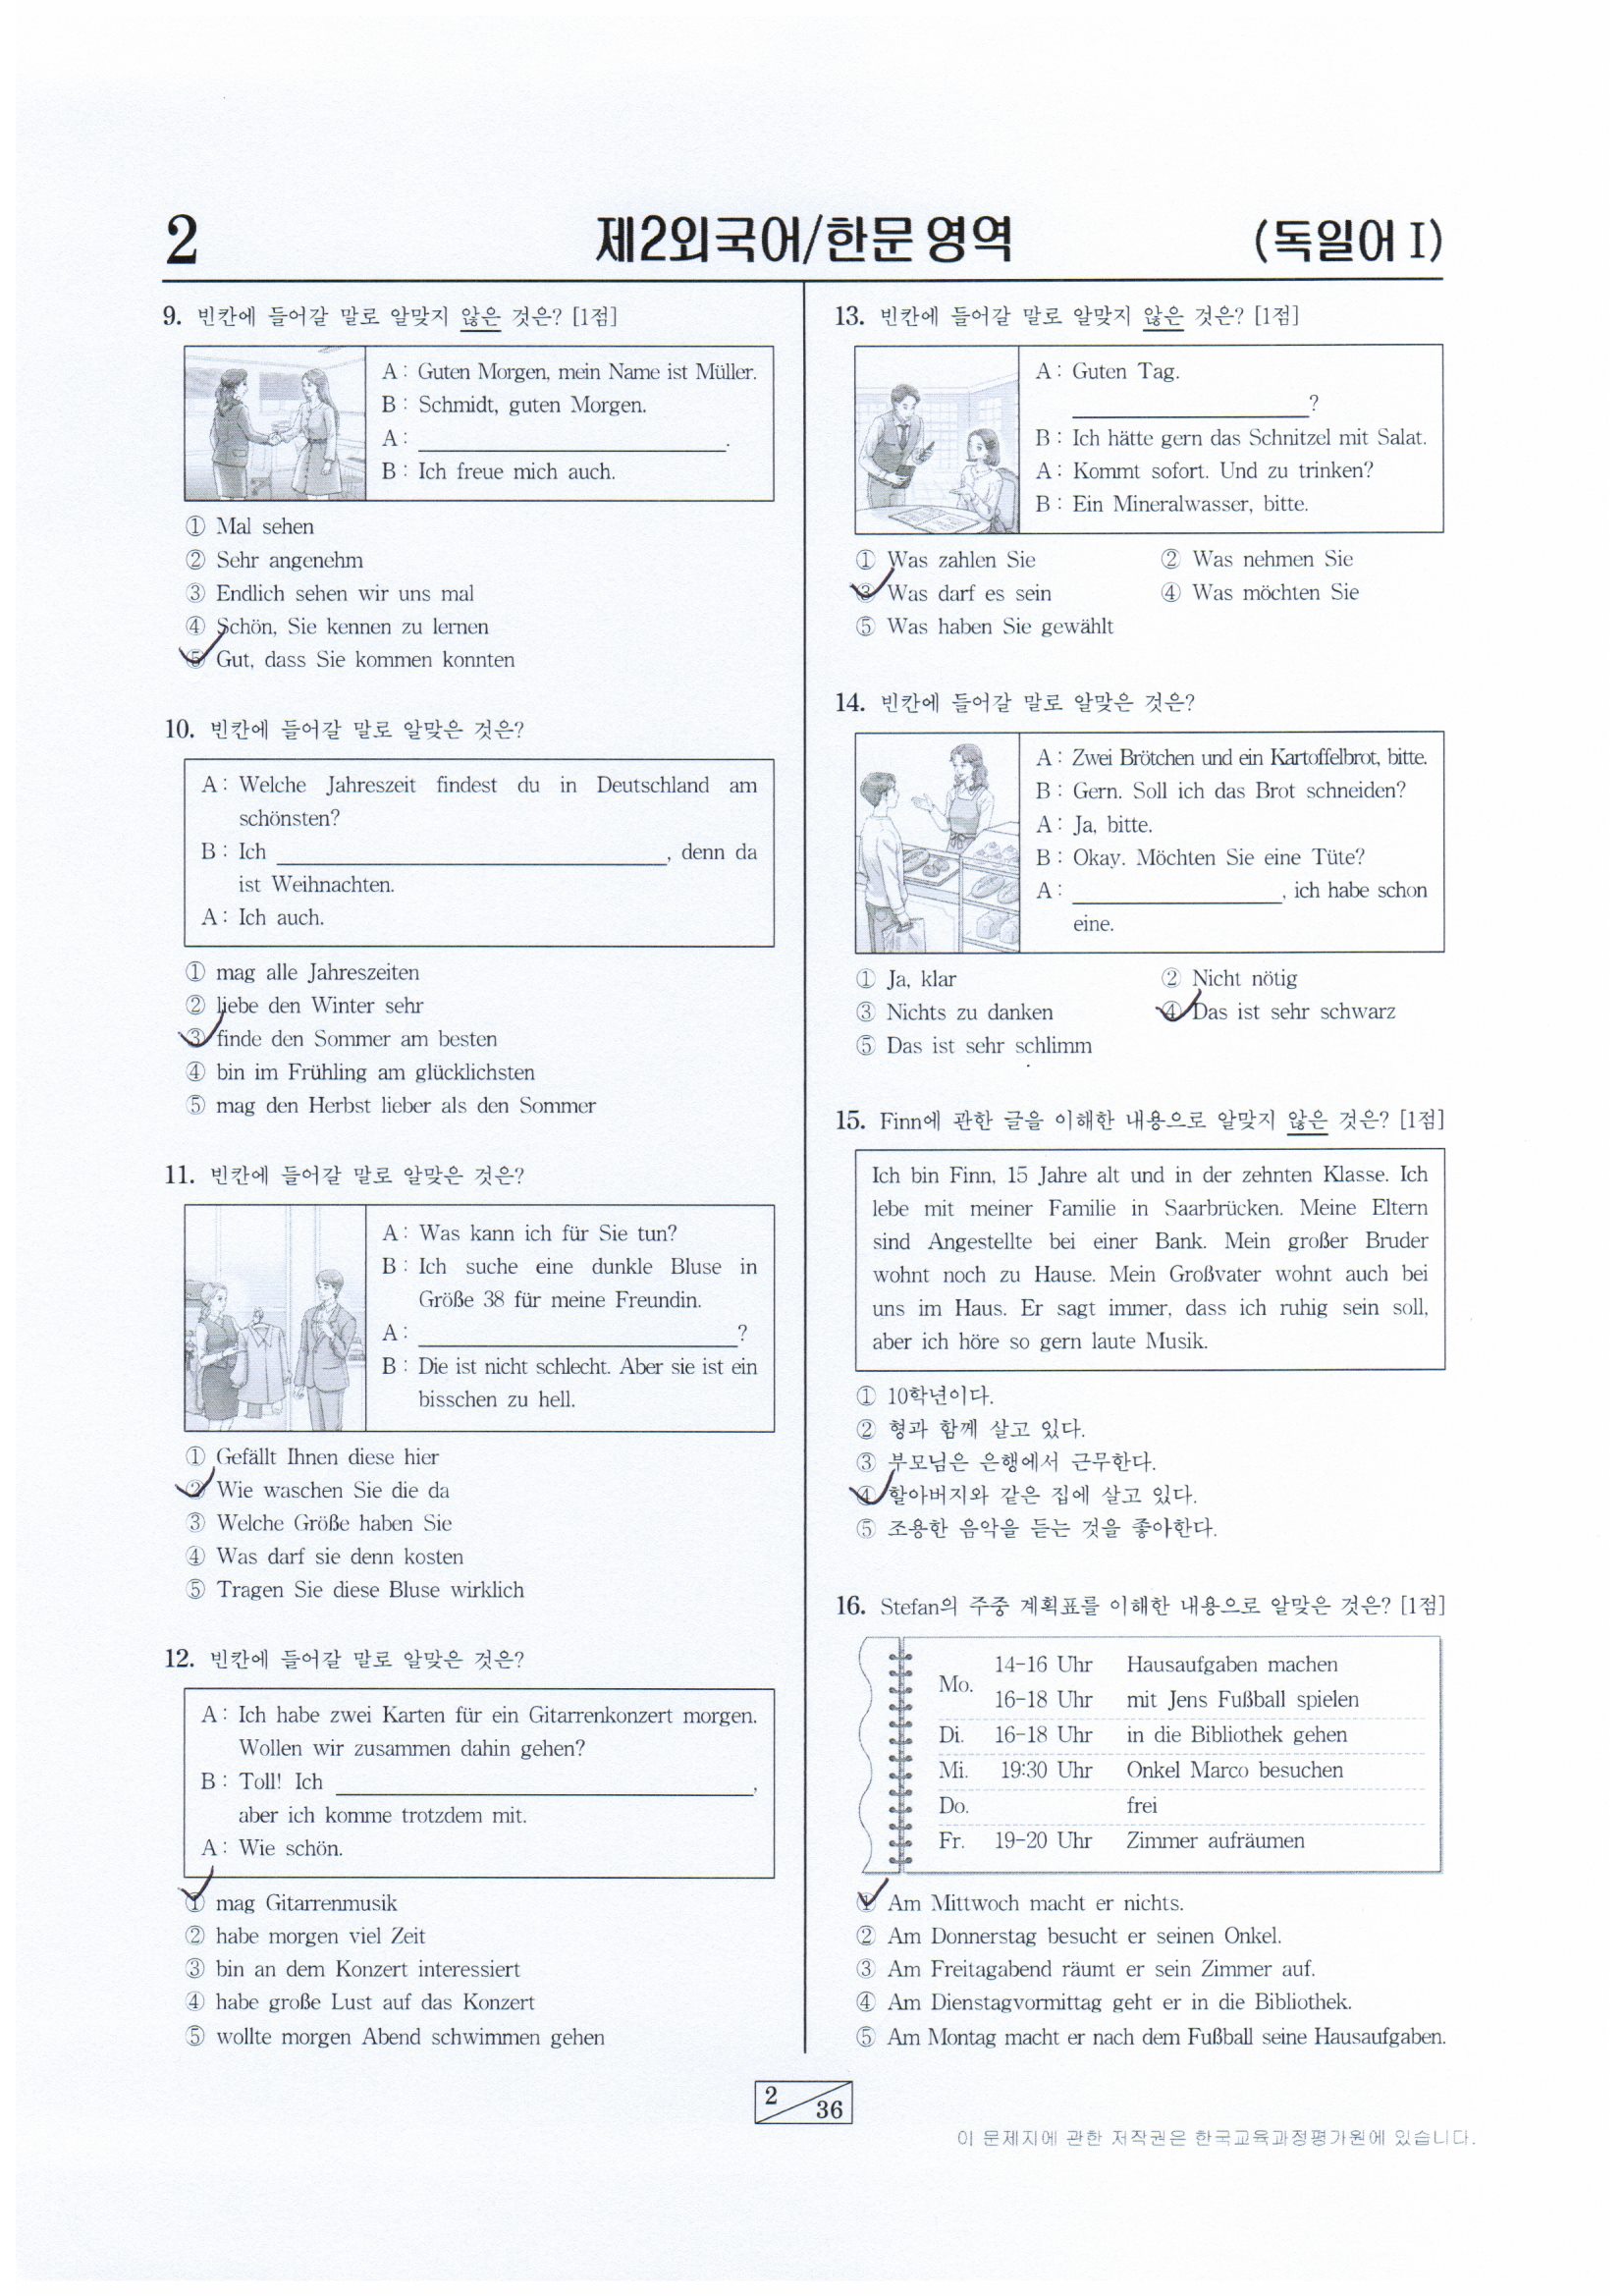 2
제2외국어/한문 영역
(독일어 I)
9. 빈칸에 들어갈 말로 알맞지 않은 것은? [1점]
A : Guten Morgen, mein Name ist Müller.
B : Schmidt, guten Morgen.
A : ____________________.
B : Ich freue mich auch.
① Mal sehen
② Sehr angenehm
③ Endlich sehen wir uns mal
④ Schön, Sie kennen zu lernen
⑤ Gut, dass Sie kommen konnten
10. 빈칸에 들어갈 말로 알맞은 것은?
A : Welche Jahreszeit findest du in Deutschland am
schönsten?
B : Ich ____________________, denn da
ist Weihnachten.
A : Ich auch.
① mag alle Jahreszeiten
② liebe den Winter sehr
③ finde den Sommer am besten
④ bin im Frühling am glücklichsten
⑤ mag den Herbst lieber als den Sommer
11. 빈칸에 들어갈 말로 알맞은 것은?
A : Was kann ich für Sie tun?
B : Ich suche eine dunkle Bluse in
Größe 38 für meine Freundin.
A : ____________________?
B : Die ist nicht schlecht. Aber sie ist ein
bisschen zu hell.
① Gefällt Ihnen diese hier
② Wie waschen Sie die da
③ Welche Größe haben Sie
④ Was darf sie denn kosten
⑤ Tragen Sie diese Bluse wirklich
12. 빈칸에 들어갈 말로 알맞은 것은?
A : Ich habe zwei Karten für ein Gitarrenkonzert morgen.
Wollen wir zusammen dahin gehen?
B : Toll! Ich ____________________,
aber ich komme trotzdem mit.
A : Wie schön.
① mag Gitarrenmusik
② habe morgen viel Zeit
③ bin an dem Konzert interessiert
④ habe große Lust auf das Konzert
⑤ wollte morgen Abend schwimmen gehen
13. 빈칸에 들어갈 말로 알맞지 않은 것은? [1점]
A : Guten Tag.
____________________?
B : Ich hätte gern das Schnitzel mit Salat.
A : Kommt sofort. Und zu trinken?
B : Ein Mineralwasser, bitte.
① Was zahlen Sie ② Was nehmen Sie
③ Was darf es sein ④ Was möchten Sie
⑤ Was haben Sie gewählt
14. 빈칸에 들어갈 말로 알맞은 것은?
A : Zwei Brötchen und ein Kartoffelbrot, bitte.
B : Gern. Soll ich das Brot schneiden?
A : Ja, bitte.
B : Okay. Möchten Sie eine Tüte?
A : ____________________, ich habe schon
eine.
① Ja, klar ② Nicht nötig
③ Nichts zu danken ④ Das ist sehr schwarz
⑤ Das ist sehr schlimm
15. Finn에 관한 글을 이해한 내용으로 알맞지 않은 것은? [1점]
Ich bin Finn, 15 Jahre alt und in der zehnten Klasse. Ich
lebe mit meiner Familie in Saarbrücken. Meine Eltern
sind Angestellte bei einer Bank. Mein großer Bruder
wohnt noch zu Hause. Mein Großvater wohnt auch bei
uns im Haus. Er sagt immer, dass ich ruhig sein soll,
aber ich höre so gern laute Musik.
① 10학년이다.
② 형과 함께 살고 있다.
③ 부모님은 은행에서 근무한다.
④ 할아버지와 같은 집에 살고 있다.
⑤ 조용한 음악을 듣는 것을 좋아한다.
16. Stefan의 주중 계획표를 이해한 내용으로 알맞은 것은? [1점]
Mo. 14-16 Uhr Hausaufgaben machen
16-18 Uhr mit Jens Fußball spielen
Di. 16-18 Uhr in die Bibliothek gehen
Mi. 19:30 Uhr Onkel Marco besuchen
Do. frei
Fr. 19-20 Uhr Zimmer aufräumen
① Am Mittwoch macht er nichts.
② Am Donnerstag besucht er seinen Onkel.
③ Am Freitagabend räumt er sein Zimmer auf.
④ Am Dienstagvormittag geht er in die Bibliothek.
⑤ Am Montag macht er nach dem Fußball seine Hausaufgaben.
2
36
이 문제지에 관한 저작권은 한국교육과정평가원에 있습니다.